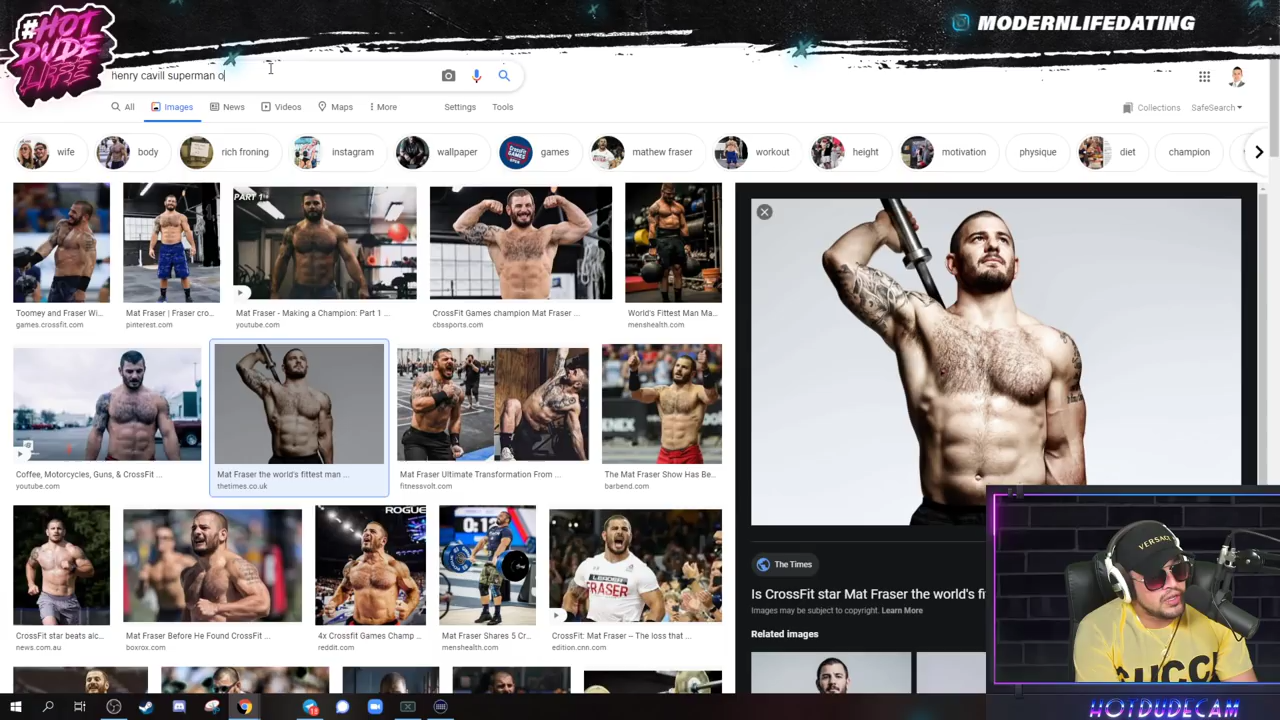 #HOT
DUDE
LIFE
MODERNLIFEDATING
henry cavill superman o
All
Images
News
Videos
Maps
More
Settings
Tools
Collections
SafeSearch
wife
body
rich froning
instagram
wallpaper
games
mathew fraser
workout
height
motivation
physique
diet
champion
PART 1
Toomey and Fraser Wi...
games.crossfit.com
Mat Fraser | Fraser cro...
pinterest.com
Mat Fraser - Making a Champion: Part 1 ...
youtube.com
CrossFit Games champion Mat Fraser ...
cbssports.com
World's Fittest Man Ma...
menshealth.com
Coffee, Motorcycles, Guns, & CrossFit ...
youtube.com
Mat Fraser the world's fittest man ...
thetimes.co.uk
Mat Fraser Ultimate Transformation From ...
fitnessvolt.com
The Mat Fraser Show Has Be...
barbend.com
ROGUE
0:12
LEADER
FRASER
CrossFit star beats alc...
news.com.au
Mat Fraser Before He Found CrossFit ...
boxrox.com
4x Crossfit Games Champ ...
reddit.com
Mat Fraser Shares 5 Cr...
menshealth.com
CrossFit: Mat Fraser -- The loss that ...
edition.cnn.com
The Times
Is CrossFit star Mat Fraser the world's fi
Images may be subject to copyright. Learn More
Related images
VERSACE
GUCCI
HOTDUDECAM